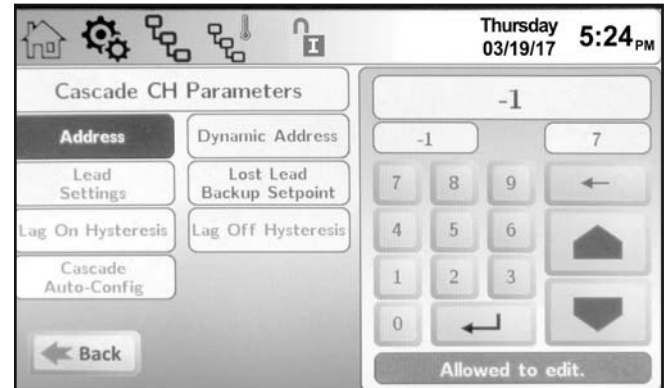 Thursday
03/19/17
5:24 PM
I
Cascade CH Parameters
Address
Dynamic Address
Lead
Settings
Lost Lead
Backup Setpoint
Lag On Hysteresis
Lag Off Hysteresis
Cascade
Auto-Config
Back
-1
-1
7
7 8 9
4 5 6
1 2 3
0
Allowed to edit.